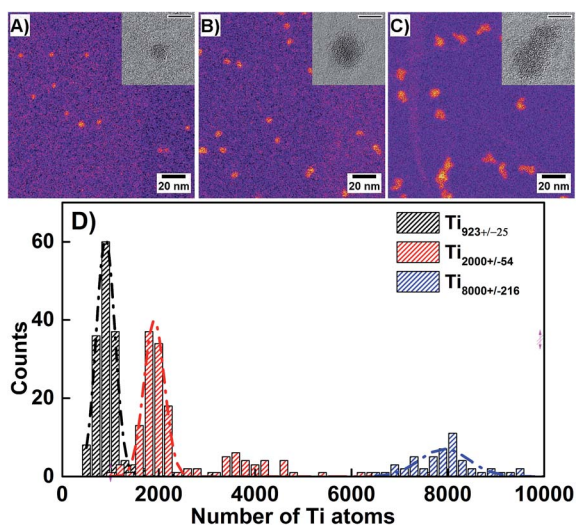 A)
B)
C)
20 nm
20 nm
20 nm
D)
Ti923+/−25
Ti2000+/-54
Ti8000+/-216
60
40
20
0
Counts
0 2000 4000 6000 8000 10000
Number of Ti atoms